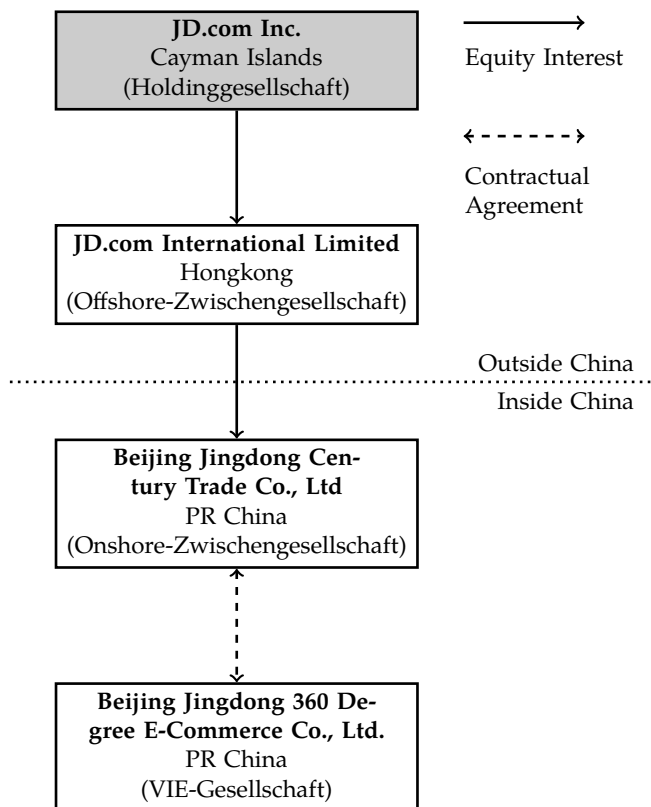 JD.com Inc.
Cayman Islands
(Holdinggesellschaft)
Equity Interest
Contractual
Agreement
JD.com International Limited
Hongkong
(Offshore-Zwischengesellschaft)
Outside China
Inside China
Beijing Jingdong Cen-
tury Trade Co., Ltd
PR China
(Onshore-Zwischengesellschaft)
Beijing Jingdong 360 De-
gree E-Commerce Co., Ltd.
PR China
(VIE-Gesellschaft)